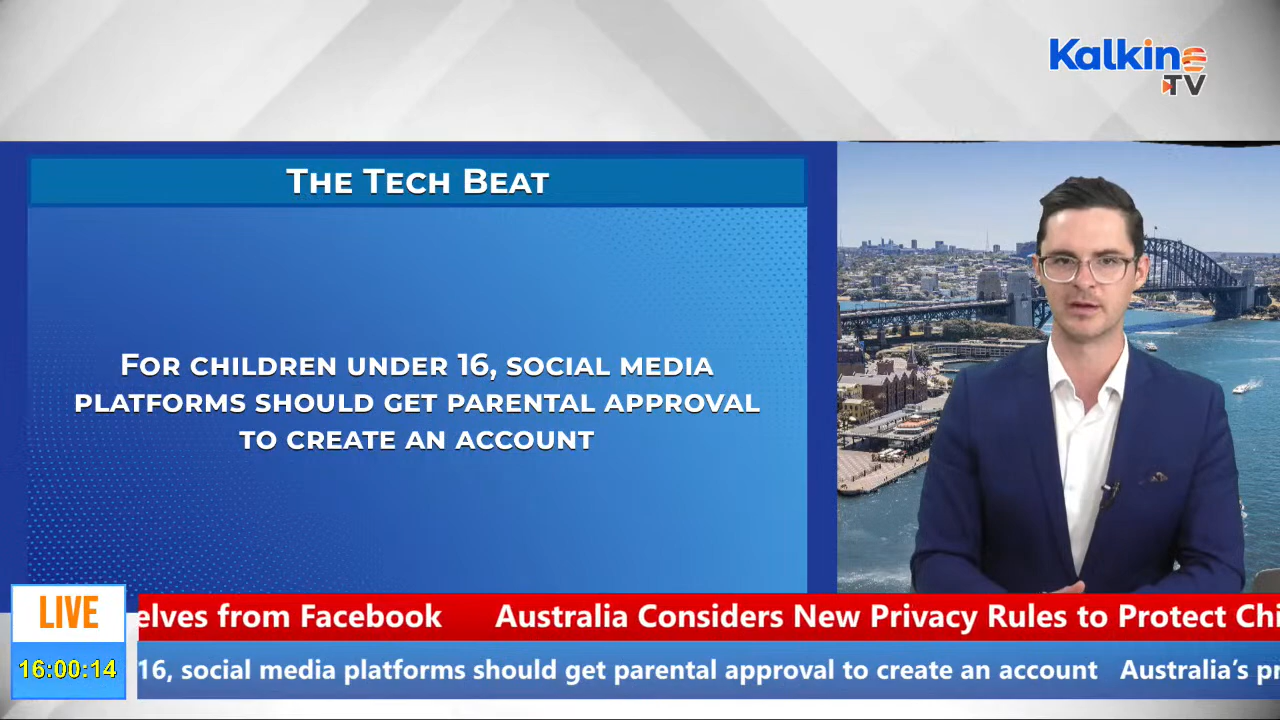 Kalkine
TV
THE TECH BEAT
FOR CHILDREN UNDER 16, SOCIAL MEDIA
PLATFORMS SHOULD GET PARENTAL APPROVAL
TO CREATE AN ACCOUNT
LIVE
elves from Facebook Australia Considers New Privacy Rules to Protect Chi
16:00:14
16, social media platforms should get parental approval to create an account Australia's pr